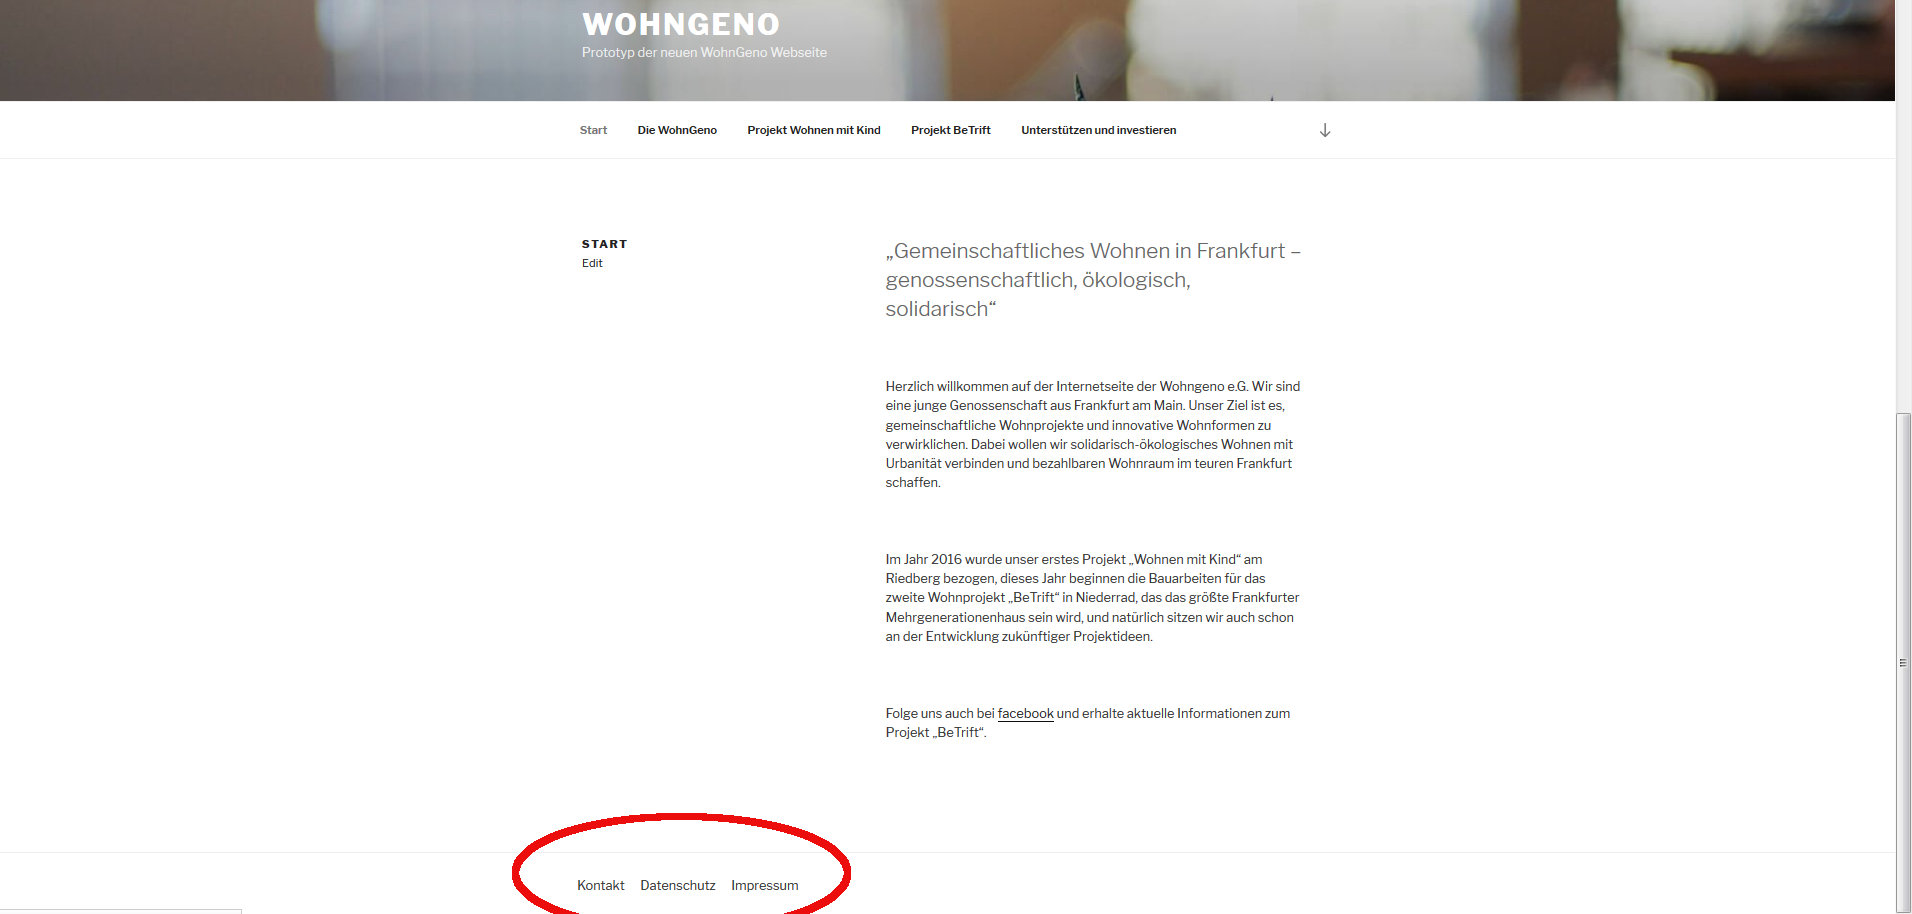 WOHNGENO
Prototyp der neuen WohnGeno Webseite
Start Die WohnGeno Projekt Wohnen mit Kind Projekt BeTrift Unterstützen und investieren
START
Edit
„Gemeinschaftliches Wohnen in Frankfurt –
genossenschaftlich, ökologisch,
solidarisch“
Herzlich willkommen auf der Internetseite der Wohngeno e.G. Wir sind
eine junge Genossenschaft aus Frankfurt am Main. Unser Ziel ist es,
gemeinschaftliche Wohnprojekte und innovative Wohnformen zu
verwirklichen. Dabei wollen wir solidarisch-ökologisches Wohnen mit
Urbanität verbinden und bezahlbaren Wohnraum im teuren Frankfurt
schaffen.
Im Jahr 2016 wurde unser erstes Projekt „Wohnen mit Kind“ am
Riedberg bezogen, dieses Jahr beginnen die Bauarbeiten für das
zweite Wohnprojekt „BeTrift“ in Niederrad, das das größte Frankfurter
Mehrgenerationenhaus sein wird, und natürlich sitzen wir auch schon
an der Entwicklung zukünftiger Projektideen.
Folge uns auch bei facebook und erhalte aktuelle Informationen zum
Projekt „BeTrift“.
Kontakt Datenschutz Impressum